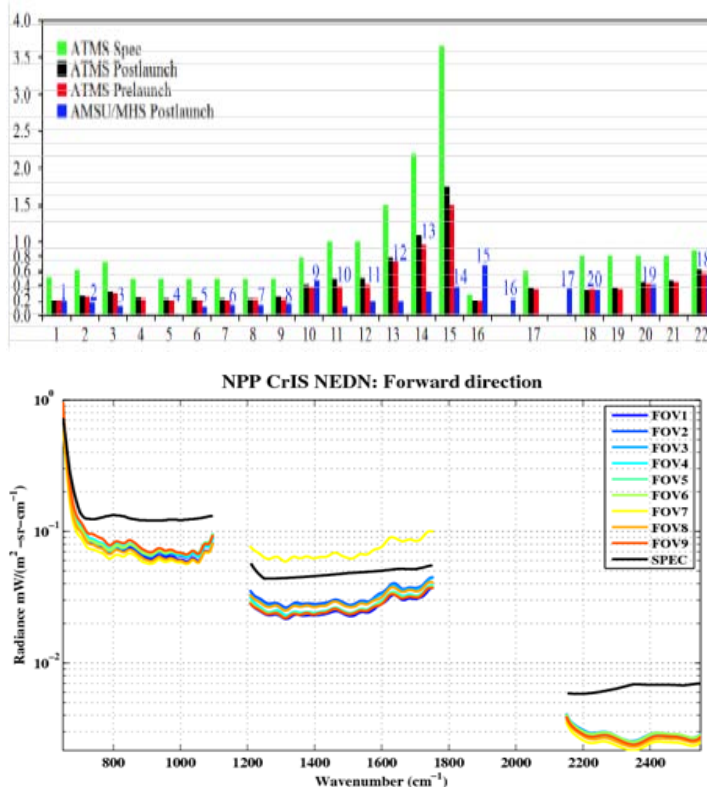 4.0
ATMS Spec
3.5
ATMS Postlaunch
ATMS Prelaunch
3.0
AMSU/MHS Postlaunch
2.5
2.0
1.5
1.0
0.8
0.6
0.4
0.2
0.0
1 2 3 4 5 6 7 8 9 10 11 12 13 14 15 16 15 16 17 20 19 18
1 2 3 4 5 6 7 8 9 10 11 12 13 14 15 16 17 18 19 20 21 22
NPP CrIS NEDN: Forward direction
10^0
FOV1
FOV2
FOV3
FOV4
FOV5
FOV6
FOV7
FOV8
FOV9
SPEC
10^-1
10^-2
Radiance mW/(m^2 -sr-cm^-1)
800 1000 1200 1400 1600 1800 2000 2200 2400
Wavenumber (cm^-1)